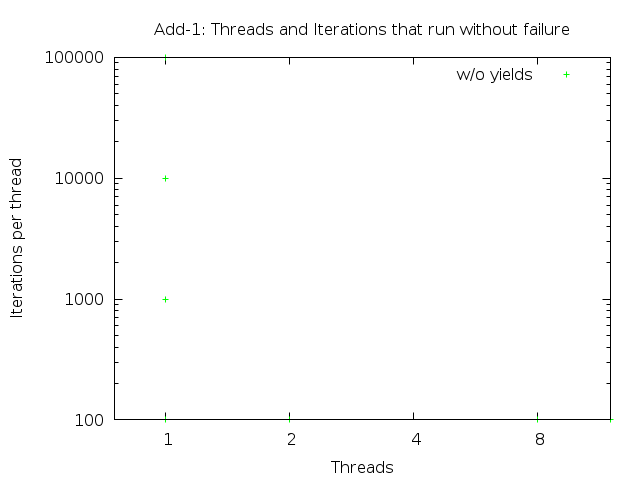 Add-1: Threads and Iterations that run without failure
100000
w/o yields
10000
Iterations per thread
1000
100
1 2 4 8
Threads